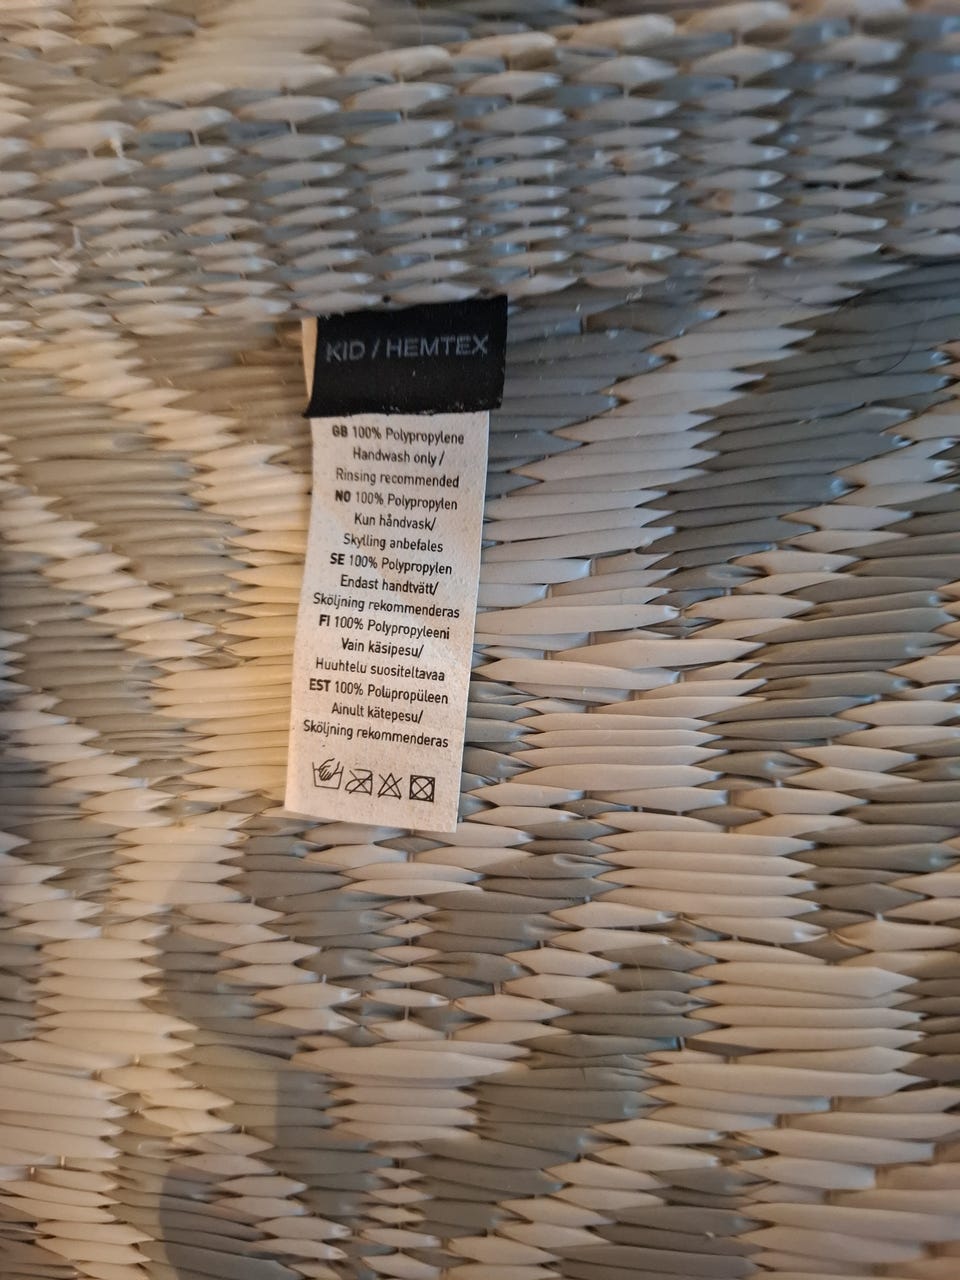 KID / HEMTEX
GB 100% Polypropylene
Handwash only /
Rinsing recommended
NO 100% Polypropylen
Kun håndvask/
Skylling anbefales
SE 100% Polypropylen
Endast handtvätt/
Sköljning rekommenderas
FI 100% Polypropyleeni
Vain käsipesu/
Huuhtelu suositeltavaa
EST 100% Polüpropüleen
Ainult kätepesu/
Sköljning rekommenderas